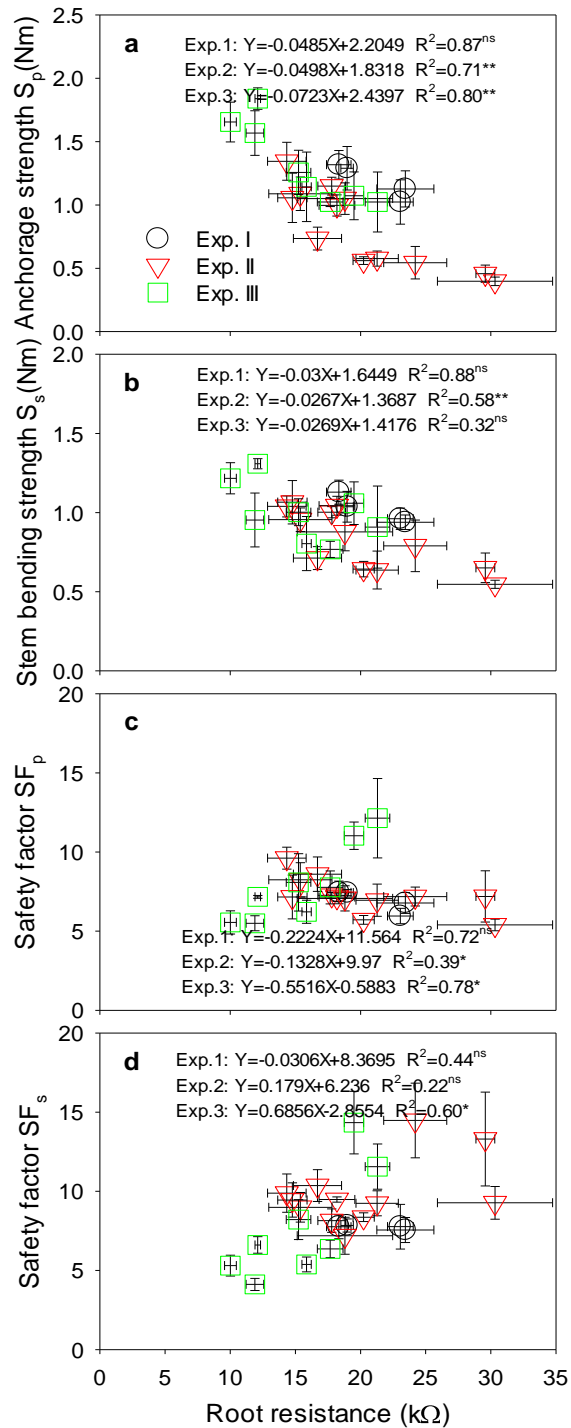 a
Exp.1: Y=-0.0485X+2.2049 R²=0.87ns
Exp.2: Y=-0.0498X+1.8318 R²=0.71**
Exp.3: Y=-0.0723X+2.4397 R²=0.80**
Anchorage strength Sp(Nm)
2.5
2.0
1.5
1.0
0.5
0.0
Exp. I
Exp. II
Exp. III
b
Exp.1: Y=-0.03X+1.6449 R²=0.88ns
Exp.2: Y=-0.0267X+1.3687 R²=0.58**
Exp.3: Y=-0.0269X+1.4176 R²=0.32ns
Stem bending strength Ss(Nm)
2.0
1.5
1.0
0.5
0.0
c
Safety factor SFp
20
15
10
5
0
Exp.1: Y=-0.2224X+11.564 R²=0.72ns
Exp.2: Y=-0.1328X+9.97 R²=0.39*
Exp.3: Y=0.5516X-0.5883 R²=0.78*
d
Exp.1: Y=-0.0306X+8.3695 R²=0.44ns
Exp.2: Y=0.179X+6.236 R²=0.22ns
Exp.3: Y=0.6856X-2.8554 R²=0.60*
Safety factor SFs
20
15
10
5
0
0 5 10 15 20 25 30 35
Root resistance (kΩ)